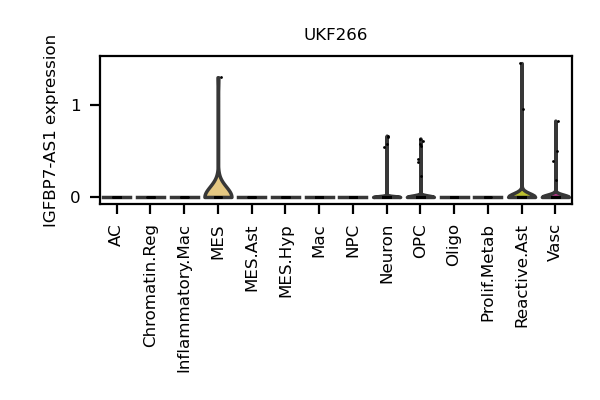 UKF266
IGFBP7-AS1 expression
1
0
AC
Chromatin.Reg
Inflammatory.Mac
MES
MES.Ast
MES.Hyp
Mac
NPC
Neuron
OPC
Oligo
Prolif.Metab
Reactive.Ast
Vasc